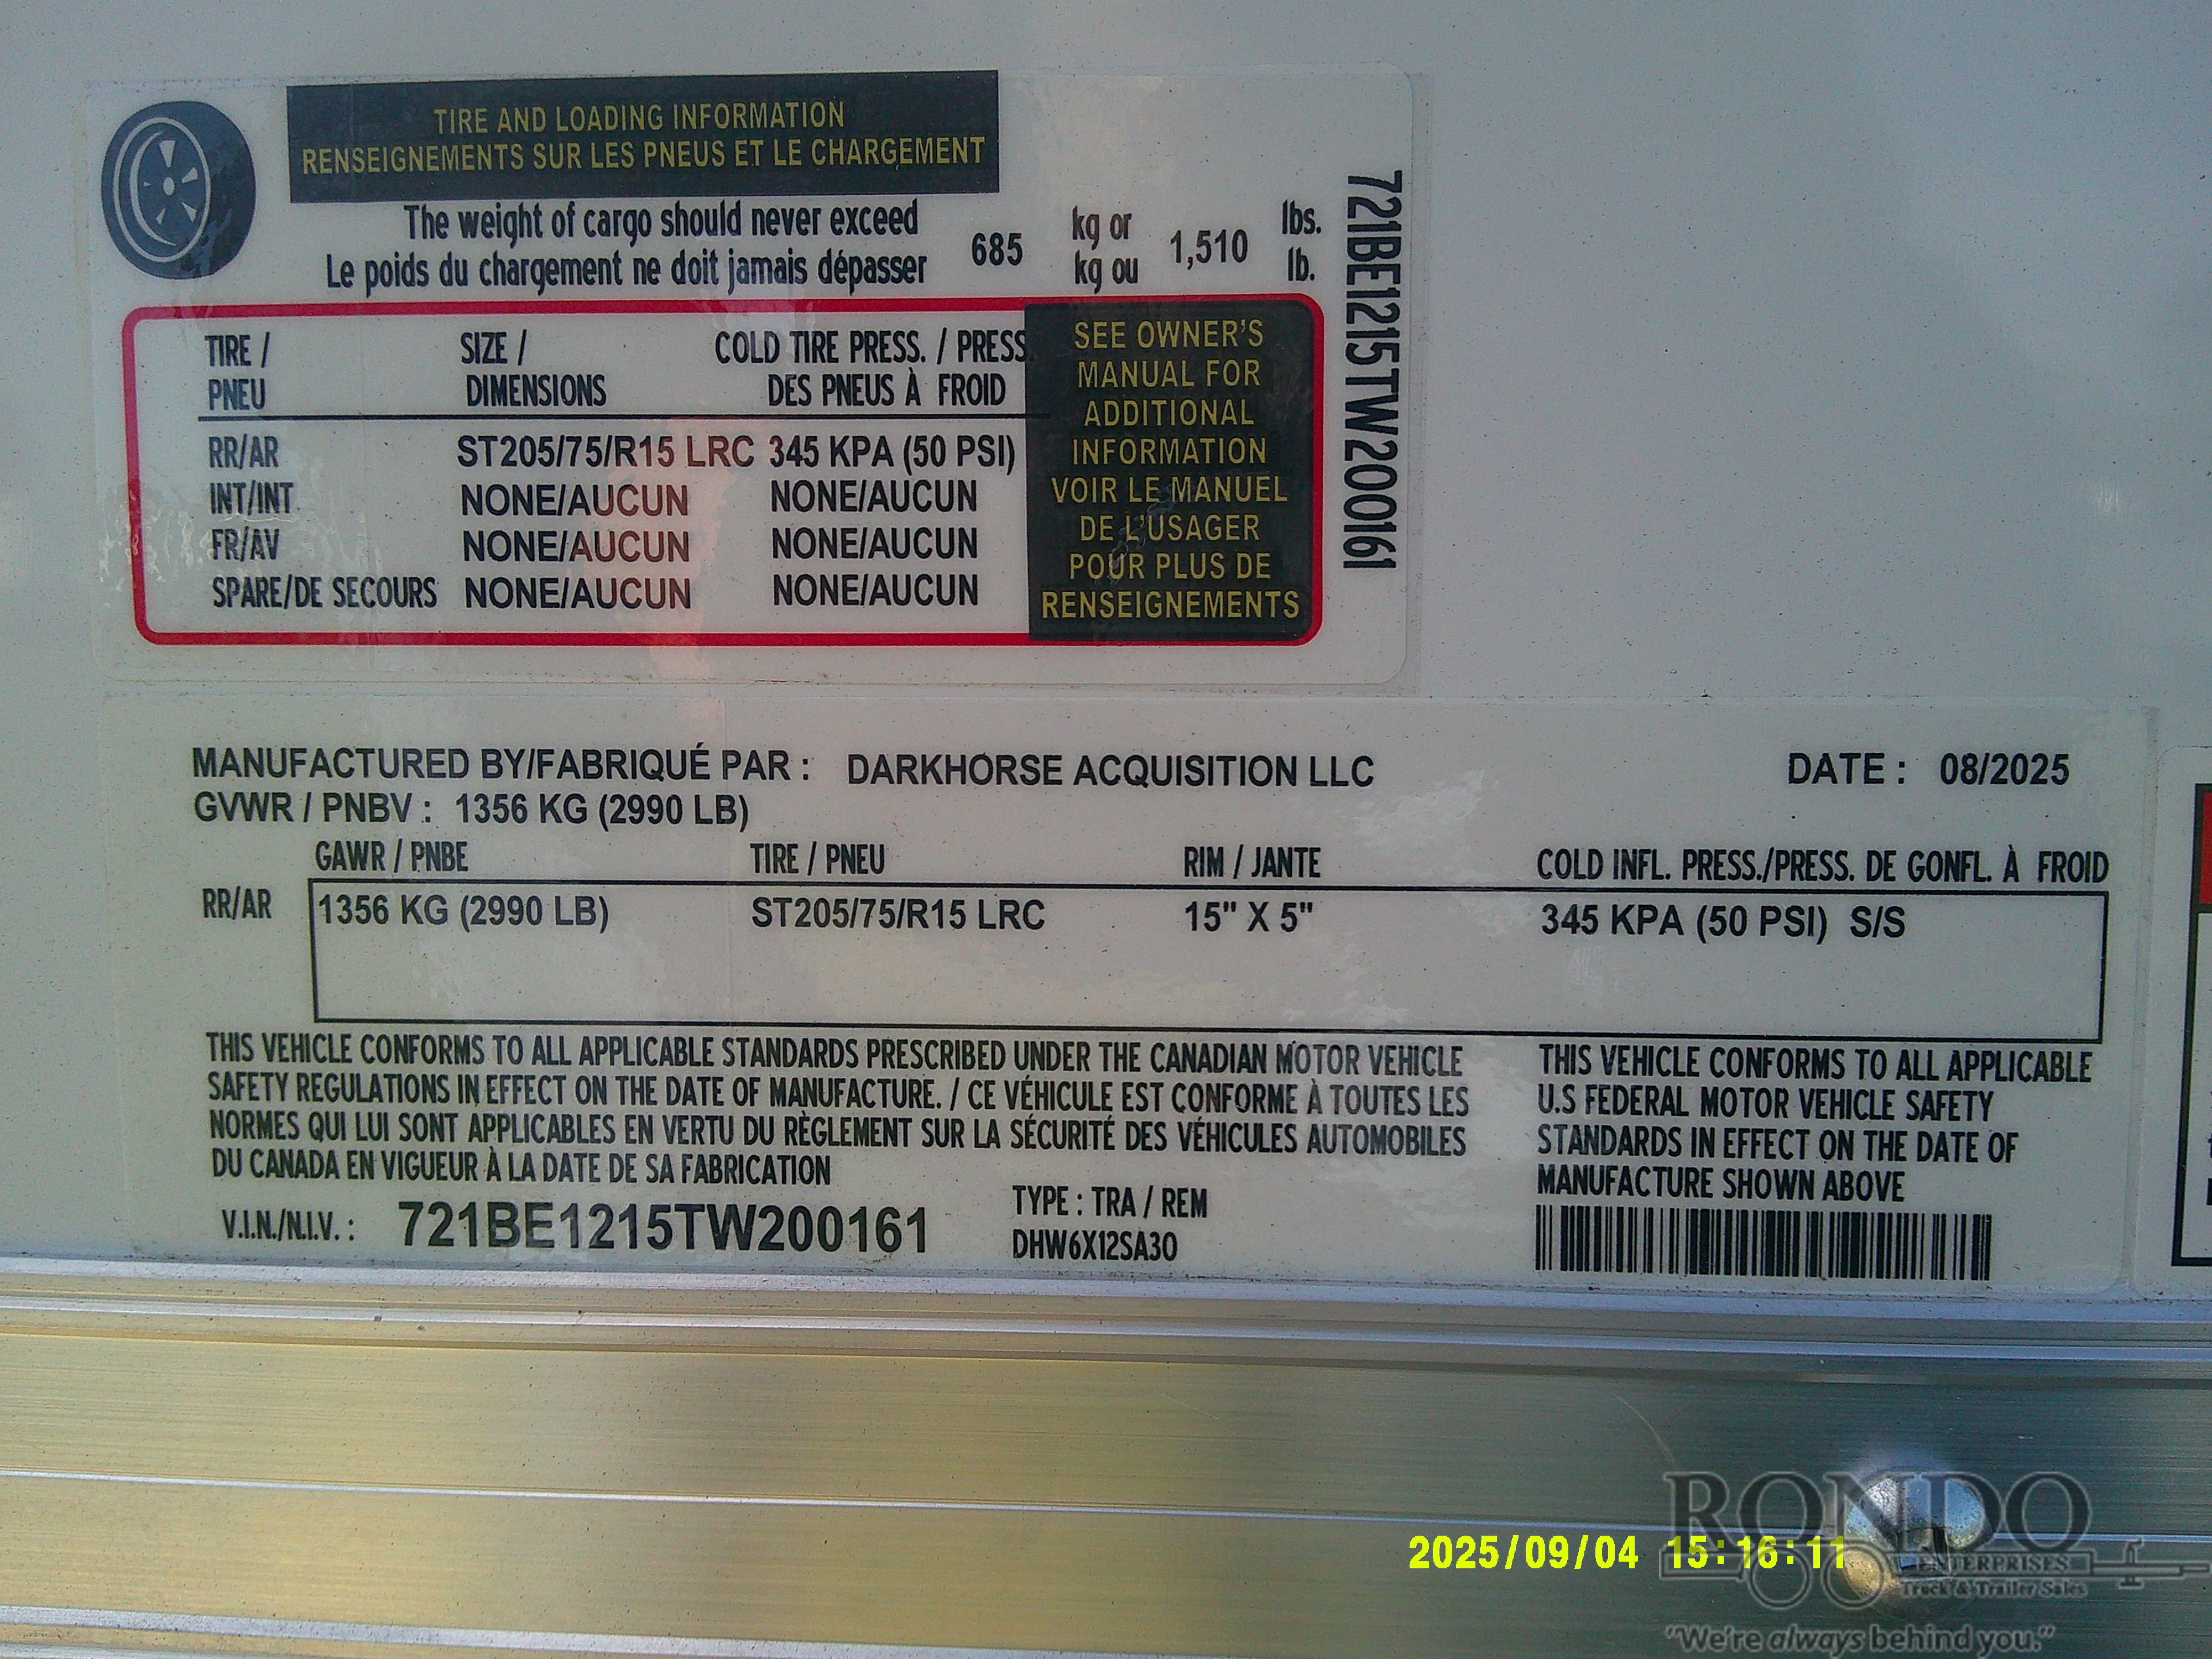 TIRE AND LOADING INFORMATION
RENSEIGNEMENTS SUR LES PNEUS ET LE CHARGEMENT
The weight of cargo should never exceed 685 kg or 1,510 lbs.
Le poids du chargement ne doit jamais dépasser kg ou lb.
TIRE / SIZE / COLD TIRE PRESS. / PRESS.
PNEU DIMENSIONS DES PNEUS À FROID
RR/AR ST205/75/R15 LRC 345 KPA (50 PSI)
INT/INT NONE/AUCUN NONE/AUCUN
FR/AV NONE/AUCUN NONE/AUCUN
SPARE/DE SECOURS NONE/AUCUN NONE/AUCUN
SEE OWNER'S
MANUAL FOR
ADDITIONAL
INFORMATION
VOIR LE MANUEL
DE L'USAGER
POUR PLUS DE
RENSEIGNEMENTS
721BE1215TW200161
MANUFACTURED BY/FABRIQUÉ PAR : DARKHORSE ACQUISITION LLC DATE : 08/2025
GVWR / PNBV : 1356 KG (2990 LB)
GAWR / PNBE TIRE / PNEU RIM / JANTE COLD INFL. PRESS./PRESS. DE GONFL. À FROID
RR/AR 1356 KG (2990 LB) ST205/75/R15 LRC 15" X 5" 345 KPA (50 PSI) S/S
THIS VEHICLE CONFORMS TO ALL APPLICABLE STANDARDS PRESCRIBED UNDER THE CANADIAN MOTOR VEHICLE
SAFETY REGULATIONS IN EFFECT ON THE DATE OF MANUFACTURE. / CE VÉHICULE EST CONFORME À TOUTES LES
NORMES QUI LUI SONT APPLICABLES EN VERTU DU RÈGLEMENT SUR LA SÉCURITÉ DES VÉHICULES AUTOMOBILES
DU CANADA EN VIGUEUR À LA DATE DE SA FABRICATION
THIS VEHICLE CONFORMS TO ALL APPLICABLE
U.S FEDERAL MOTOR VEHICLE SAFETY
STANDARDS IN EFFECT ON THE DATE OF
MANUFACTURE SHOWN ABOVE
V.I.N./N.I.V. : 721BE1215TW200161
TYPE : TRA / REM
DHW6X12SA30
2025/09/04 15:16:11
RONDO
ENTERPRISES
Truck & Trailer Sales
"We're always behind you."